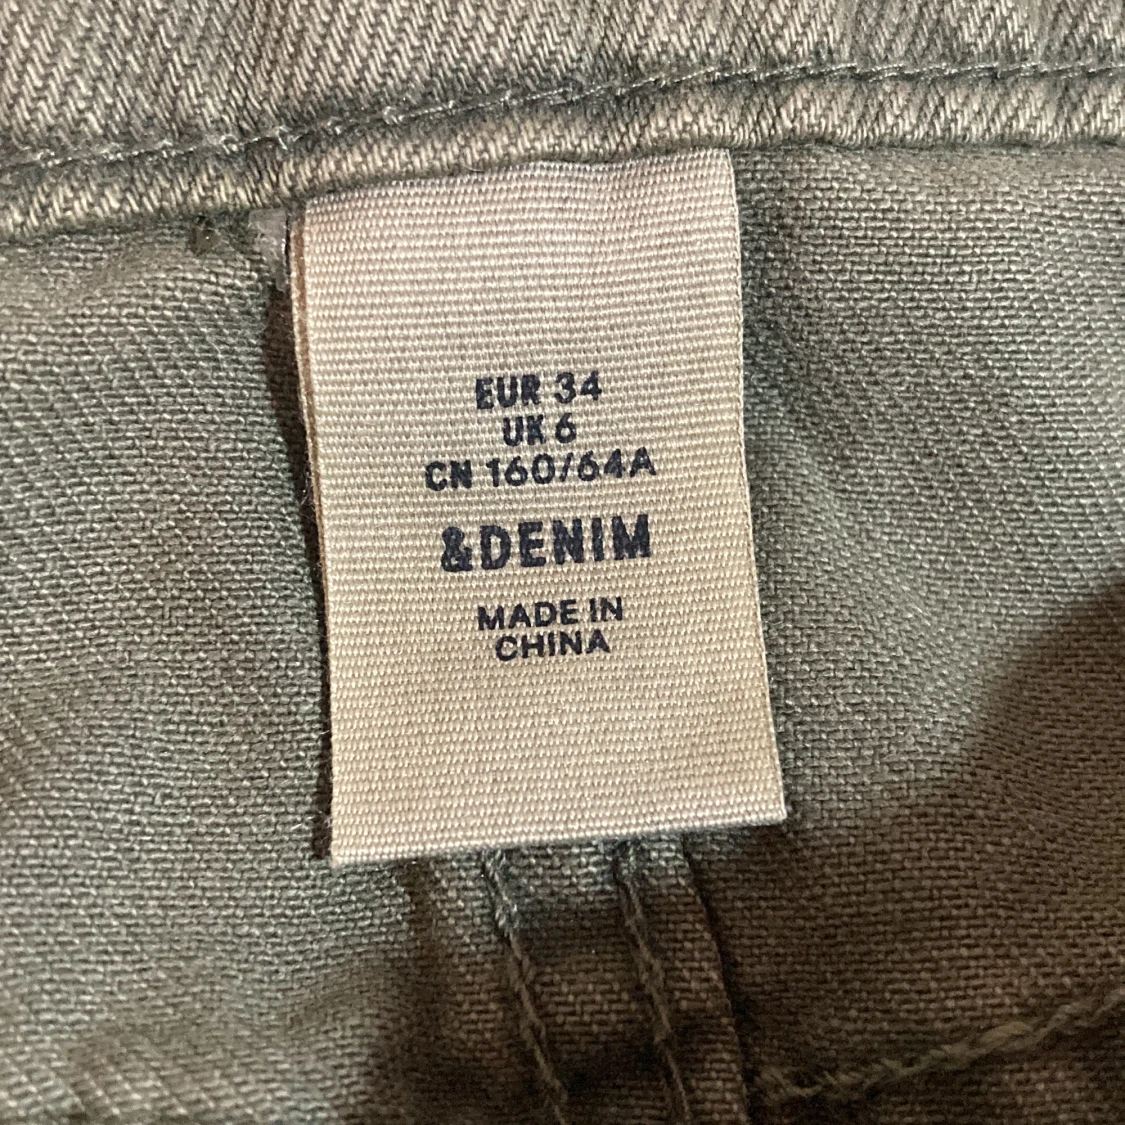 EUR 34
UK 6
CN 160/64A
&DENIM
MADE IN
CHINA